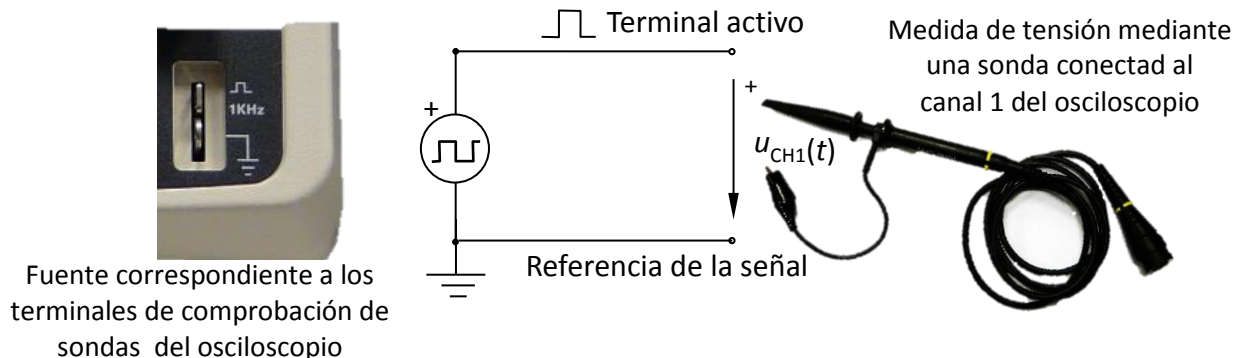 Terminal activo
Medida de tensión mediante
una sonda conectad al
canal 1 del osciloscopio
1KHz
+
+
uCH1(t)
Referencia de la señal
Fuente correspondiente a los
terminales de comprobación de
sondas del osciloscopio